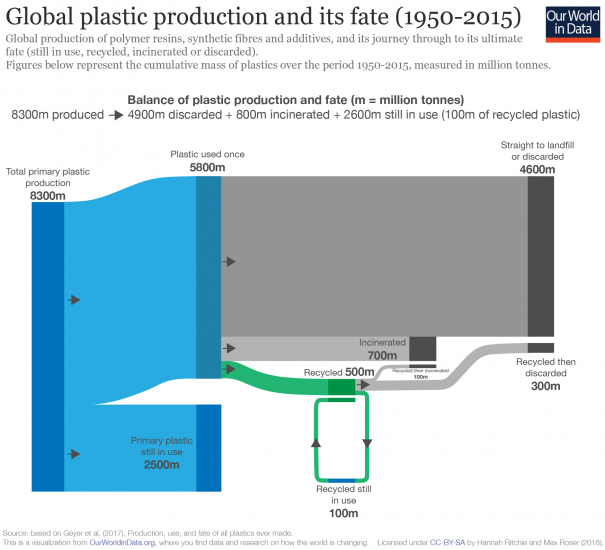 Global plastic production and its fate (1950-2015)
Our World
in Data
Global production of polymer resins, synthetic fibres and additives, and its journey through to its ultimate
fate (still in use, recycled, incinerated or discarded).
Figures below represent the cumulative mass of plastics over the period 1950-2015, measured in million tonnes.
Balance of plastic production and fate (m = million tonnes)
8300m produced → 4900m discarded + 800m incinerated + 2600m still in use (100m of recycled plastic)
Straight to landfill
or discarded
4600m
Plastic used once
5800m
Total primary plastic
production
8300m
Incinerated
700m
Recycled 500m
Recycled then incinerated
100m
Recycled then
discarded
300m
Primary plastic
still in use
2500m
Recycled still
in use
100m
Source: based on Geyer et al. (2017). Production, use, and fate of all plastics ever made.
This is a visualization from OurWorldinData.org, where you find data and research on how the world is changing. Licensed under CC-BY-SA by Hannah Ritchie and Max Roser (2018).